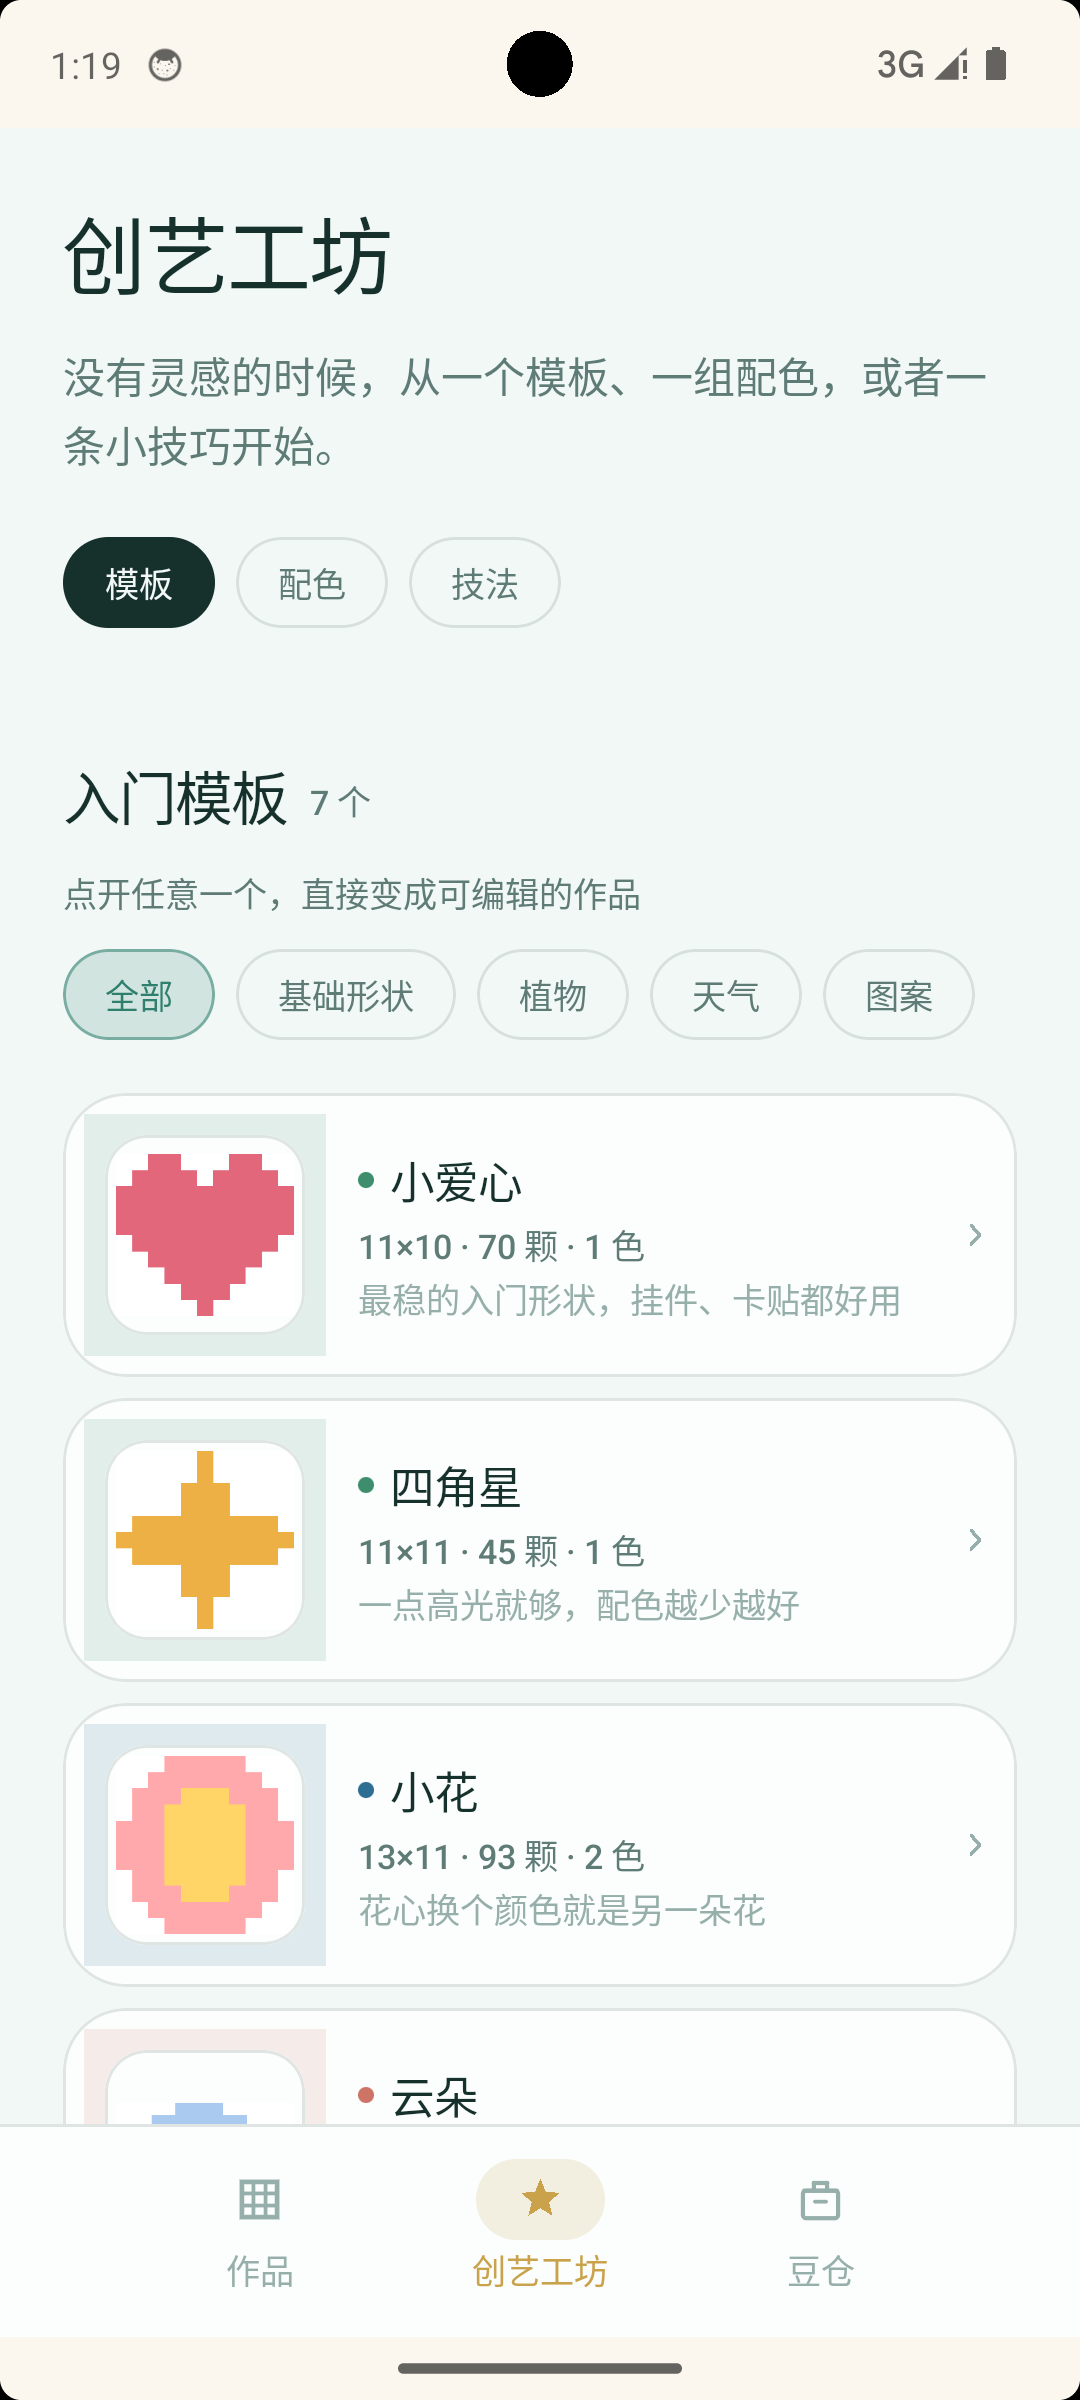 1:19
3G
创艺工坊
没有灵感的时候，从一个模板、一组配色，或者一
条小技巧开始。
模板
配色
技法
入门模板 7 个
点开任意一个，直接变成可编辑的作品
全部
基础形状
植物
天气
图案
小爱心
11×10 · 70 颗 · 1 色
最稳的入门形状，挂件、卡贴都好用
四角星
11×11 · 45 颗 · 1 色
一点高光就够，配色越少越好
小花
13×11 · 93 颗 · 2 色
花心换个颜色就是另一朵花
云朵
作品
创艺工坊
豆仓